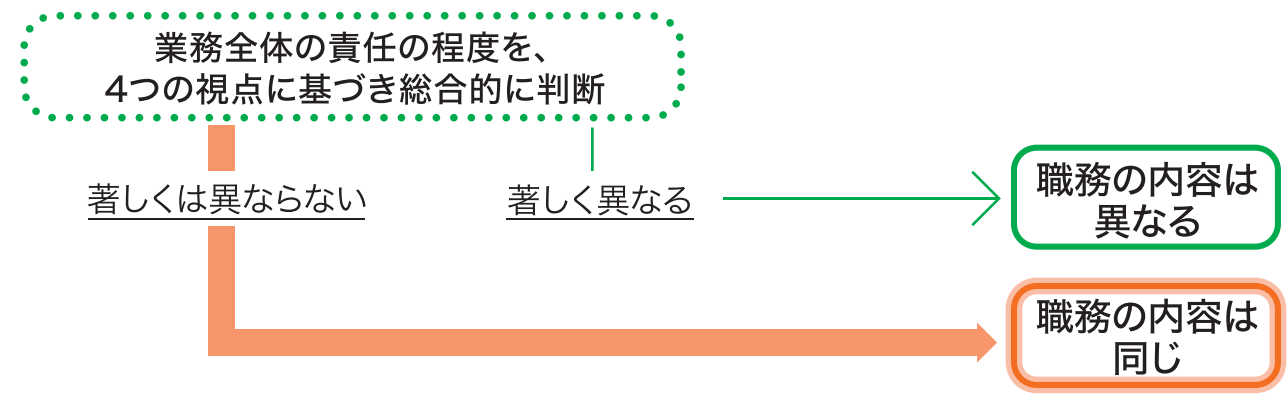 業務全体の責任の程度を、
4つの視点に基づき総合的に判断
著しくは異ならない
著しく異なる
職務の内容は
異なる
職務の内容は
同じ